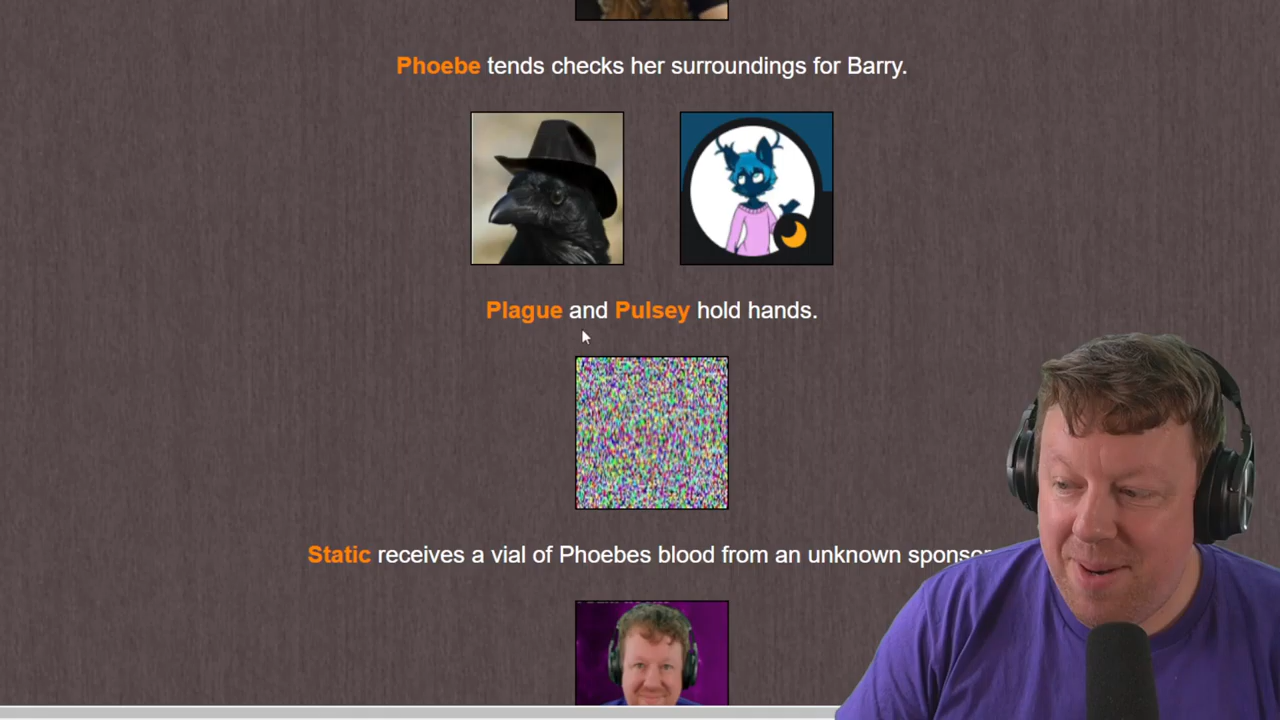 Phoebe tends checks her surroundings for Barry.
Plague and Pulsey hold hands.
Static receives a vial of Phoebes blood from an unknown sponsor